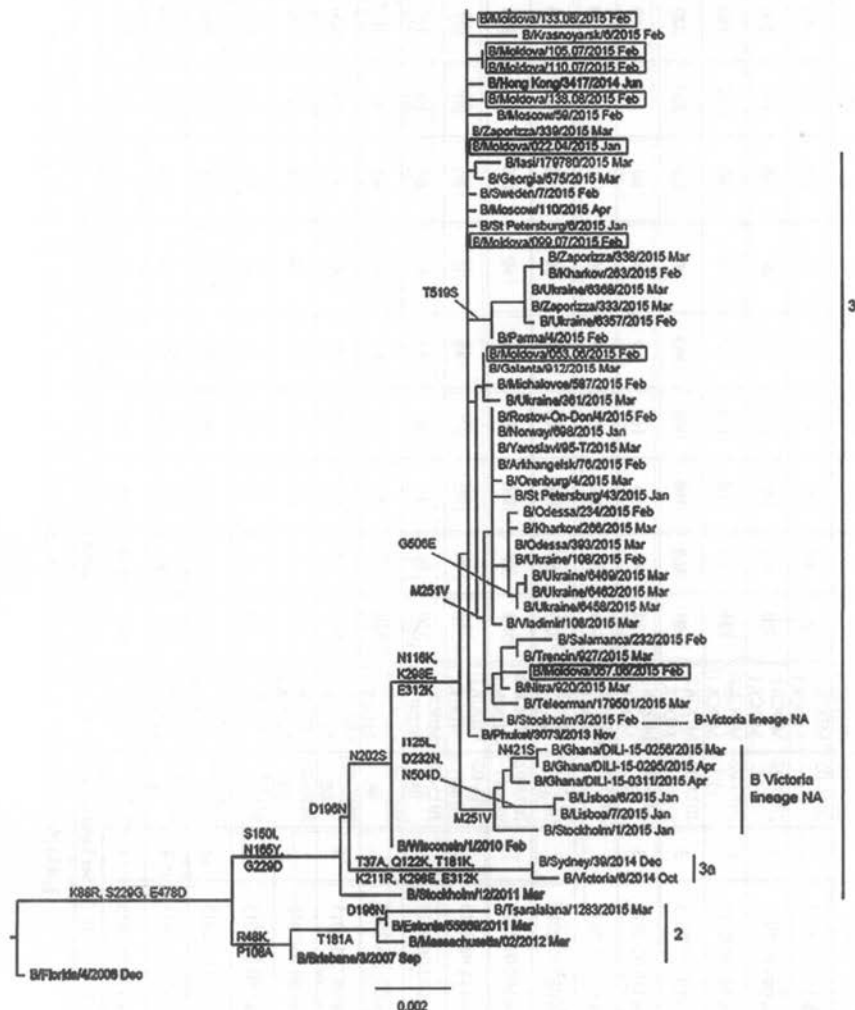 B/Moldova/133.08/2015 Feb
B/Krasnoyarsk/6/2015 Feb
B/Moldova/105.07/2015 Feb
B/Moldova/110.07/2015 Feb
B/Hong Kong/3417/2014 Jun
B/Moldova/138.08/2015 Feb
B/Moscow/59/2015 Feb
B/Zaporizza/339/2015 Mar
B/Moldova/022.04/2015 Jan
B/Iasi/179780/2015 Mar
B/Georgia/575/2015 Mar
B/Sweden/7/2015 Feb
B/Moscow/110/2015 Apr
B/St Petersburg/6/2015 Jan
B/Moldova/099.07/2015 Feb
B/Zaporizza/338/2015 Mar
B/Kharkov/263/2015 Feb
B/Ukraine/6368/2015 Mar
T519S
3
B/Zaporizza/333/2015 Mar
B/Ukraine/6357/2015 Feb
B/Parma/4/2015 Feb
B/Moldova/053.06/2015 Feb
B/Galanta/912/2015 Mar
B/Michalovce/587/2015 Feb
B/Ukraine/361/2015 Mar
B/Rostov-On-Don/4/2015 Feb
B/Norway/698/2015 Jan
B/Yaroslavl/95-T/2015 Mar
B/Arkhangelsk/76/2015 Feb
B/Orenburg/4/2015 Mar
B/St Petersburg/43/2015 Jan
B/Odessa/234/2015 Feb
B/Kharkov/266/2015 Mar
G506E
B/Odessa/393/2015 Mar
B/Ukraine/108/2015 Feb
B/Ukraine/6469/2015 Mar
M251V
B/Ukraine/6462/2015 Mar
B/Ukraine/6458/2015 Mar
B/Vladimir/108/2015 Mar
B/Salamanca/232/2015 Feb
N116K,
B/Trencin/927/2015 Mar
K298E,
B/Moldova/057.06/2015 Feb
E312K
B/Nitra/920/2015 Mar
B/Teleorman/179501/2015 Mar
B/Stockholm/3/2015 Feb B-Victoria lineage NA
B/Phuket/3073/2013 Nov
I125L,
N202S
D232N,
N504D
N421S
B/Ghana/DILI-15-0256/2015 Mar
B/Ghana/DILI-15-0295/2015 Apr
B/Ghana/DILI-15-0311/2015 Apr
B Victoria
lineage NA
B/Lisboa/6/2015 Jan
B/Lisboa/7/2015 Jan
D196N
M251V
B/Stockholm/1/2015 Jan
S150I,
N165Y,
G229D
B/Wisconsin/1/2010 Feb
T37A, Q122K, T181K,
B/Sydney/39/2014 Dec
3a
K211R, K298E, E312K
B/Victoria/6/2014 Oct
K88R, S229G, E478D
B/Stockholm/12/2011 Mar
D196N
B/Tsaralalana/1283/2015 Mar
B/Estonia/55669/2011 Mar
2
R48K,
P108A
T181A
B/Massachusetts/02/2012 Mar
B/Brisbane/3/2007 Sep
B/Florida/4/2006 Dec
0.002